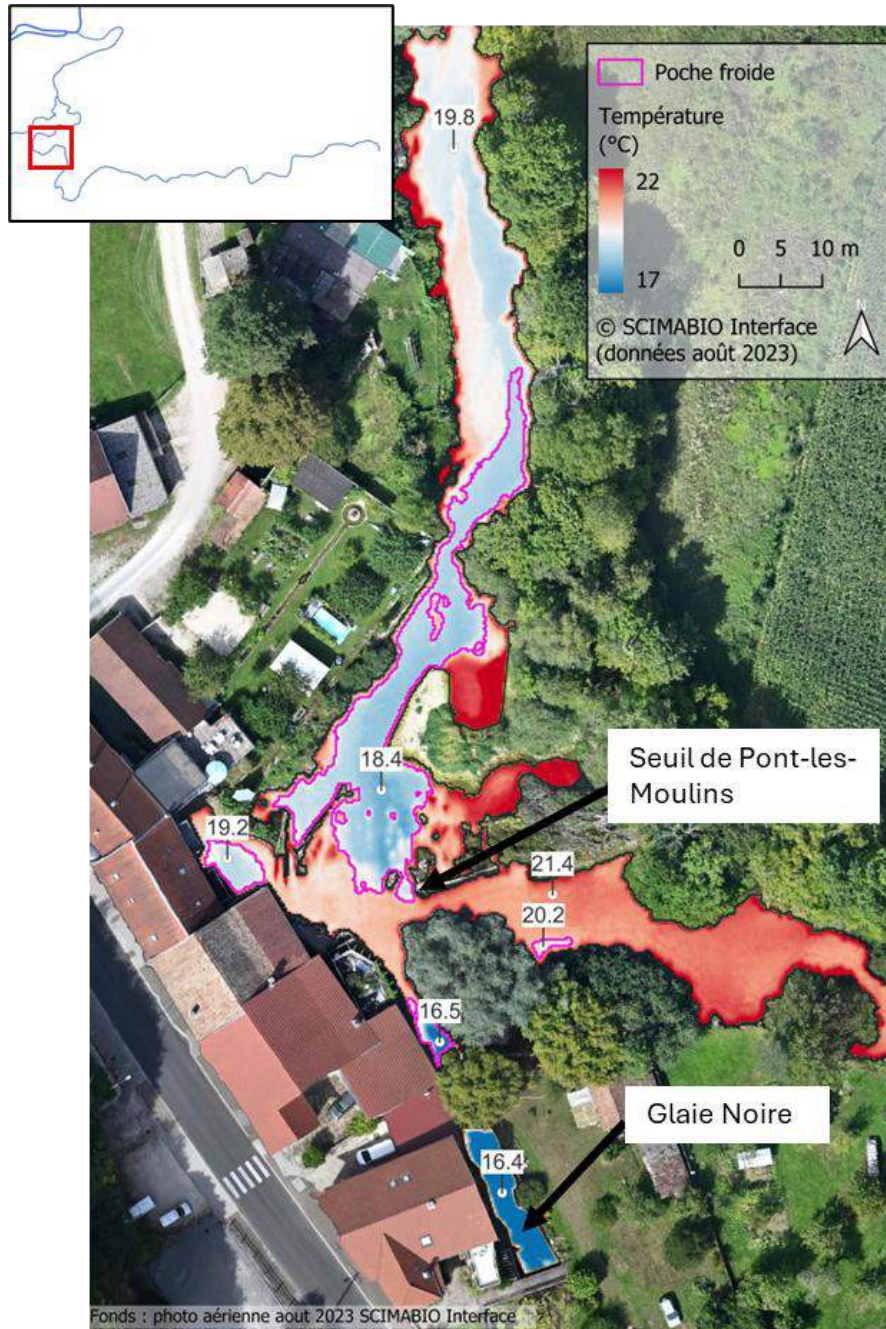 19.8
Poche froide
Température
(°C)
22
17
0 5 10 m
N
© SCIMABIO Interface
(données août 2023)
18.4
Seuil de Pont-les-
Moulins
19.2
21.4
20.2
16.5
Glaie Noire
16.4
Fonds : photo aérienne aout 2023 SCIMABIO Interface